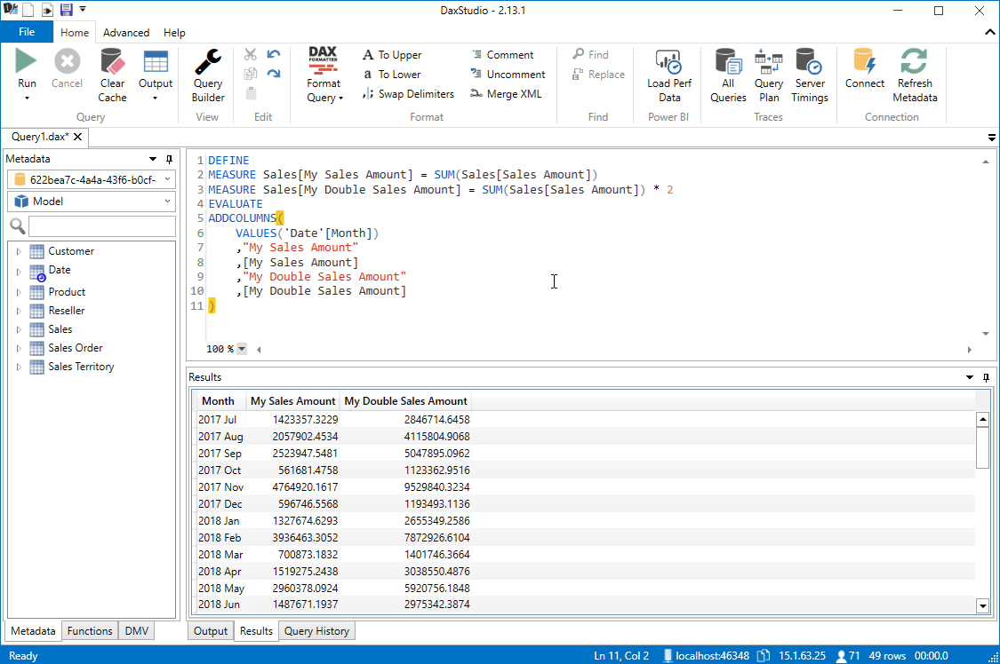 DaxStudio - 2.13.1
File Home Advanced Help
Run Cancel Clear Cache Output
Query
Query Builder
View
Edit
DAX FORMATTER
Format Query
A To Upper
a To Lower
Swap Delimiters
Comment
Uncomment
Merge XML
Format
Find
Replace
Find
Load Perf Data
Power BI
All Queries Query Plan Server Timings
Traces
Connect Refresh Metadata
Connection
Query1.dax*
Metadata
622bea7c-4a4a-43f6-b0cf-
Model
Customer
Date
Product
Reseller
Sales
Sales Order
Sales Territory
Metadata Functions DMV
1 DEFINE
2 MEASURE Sales[My Sales Amount] = SUM(Sales[Sales Amount])
3 MEASURE Sales[My Double Sales Amount] = SUM(Sales[Sales Amount]) * 2
4 EVALUATE
5 ADDCOLUMNS(
6 VALUES('Date'[Month])
7 ,"My Sales Amount"
8 ,[My Sales Amount]
9 ,"My Double Sales Amount"
10 ,[My Double Sales Amount]
11 )
100 %
Results
Month My Sales Amount My Double Sales Amount
2017 Jul 1423357.3229 2846714.6458
2017 Aug 2057902.4534 4115804.9068
2017 Sep 2523947.5481 5047895.0962
2017 Oct 561681.4758 1123362.9516
2017 Nov 4764920.1617 9529840.3234
2017 Dec 596746.5568 1193493.1136
2018 Jan 1327674.6293 2655349.2586
2018 Feb 3936463.3052 7872926.6104
2018 Mar 700873.1832 1401746.3664
2018 Apr 1519275.2438 3038550.4876
2018 May 2960378.0924 5920756.1848
2018 Jun 1487671.1937 2975342.3874
Output Results Query History
Ready Ln 11, Col 2 localhost:46348 15.1.63.25 71 49 rows 00:00.0